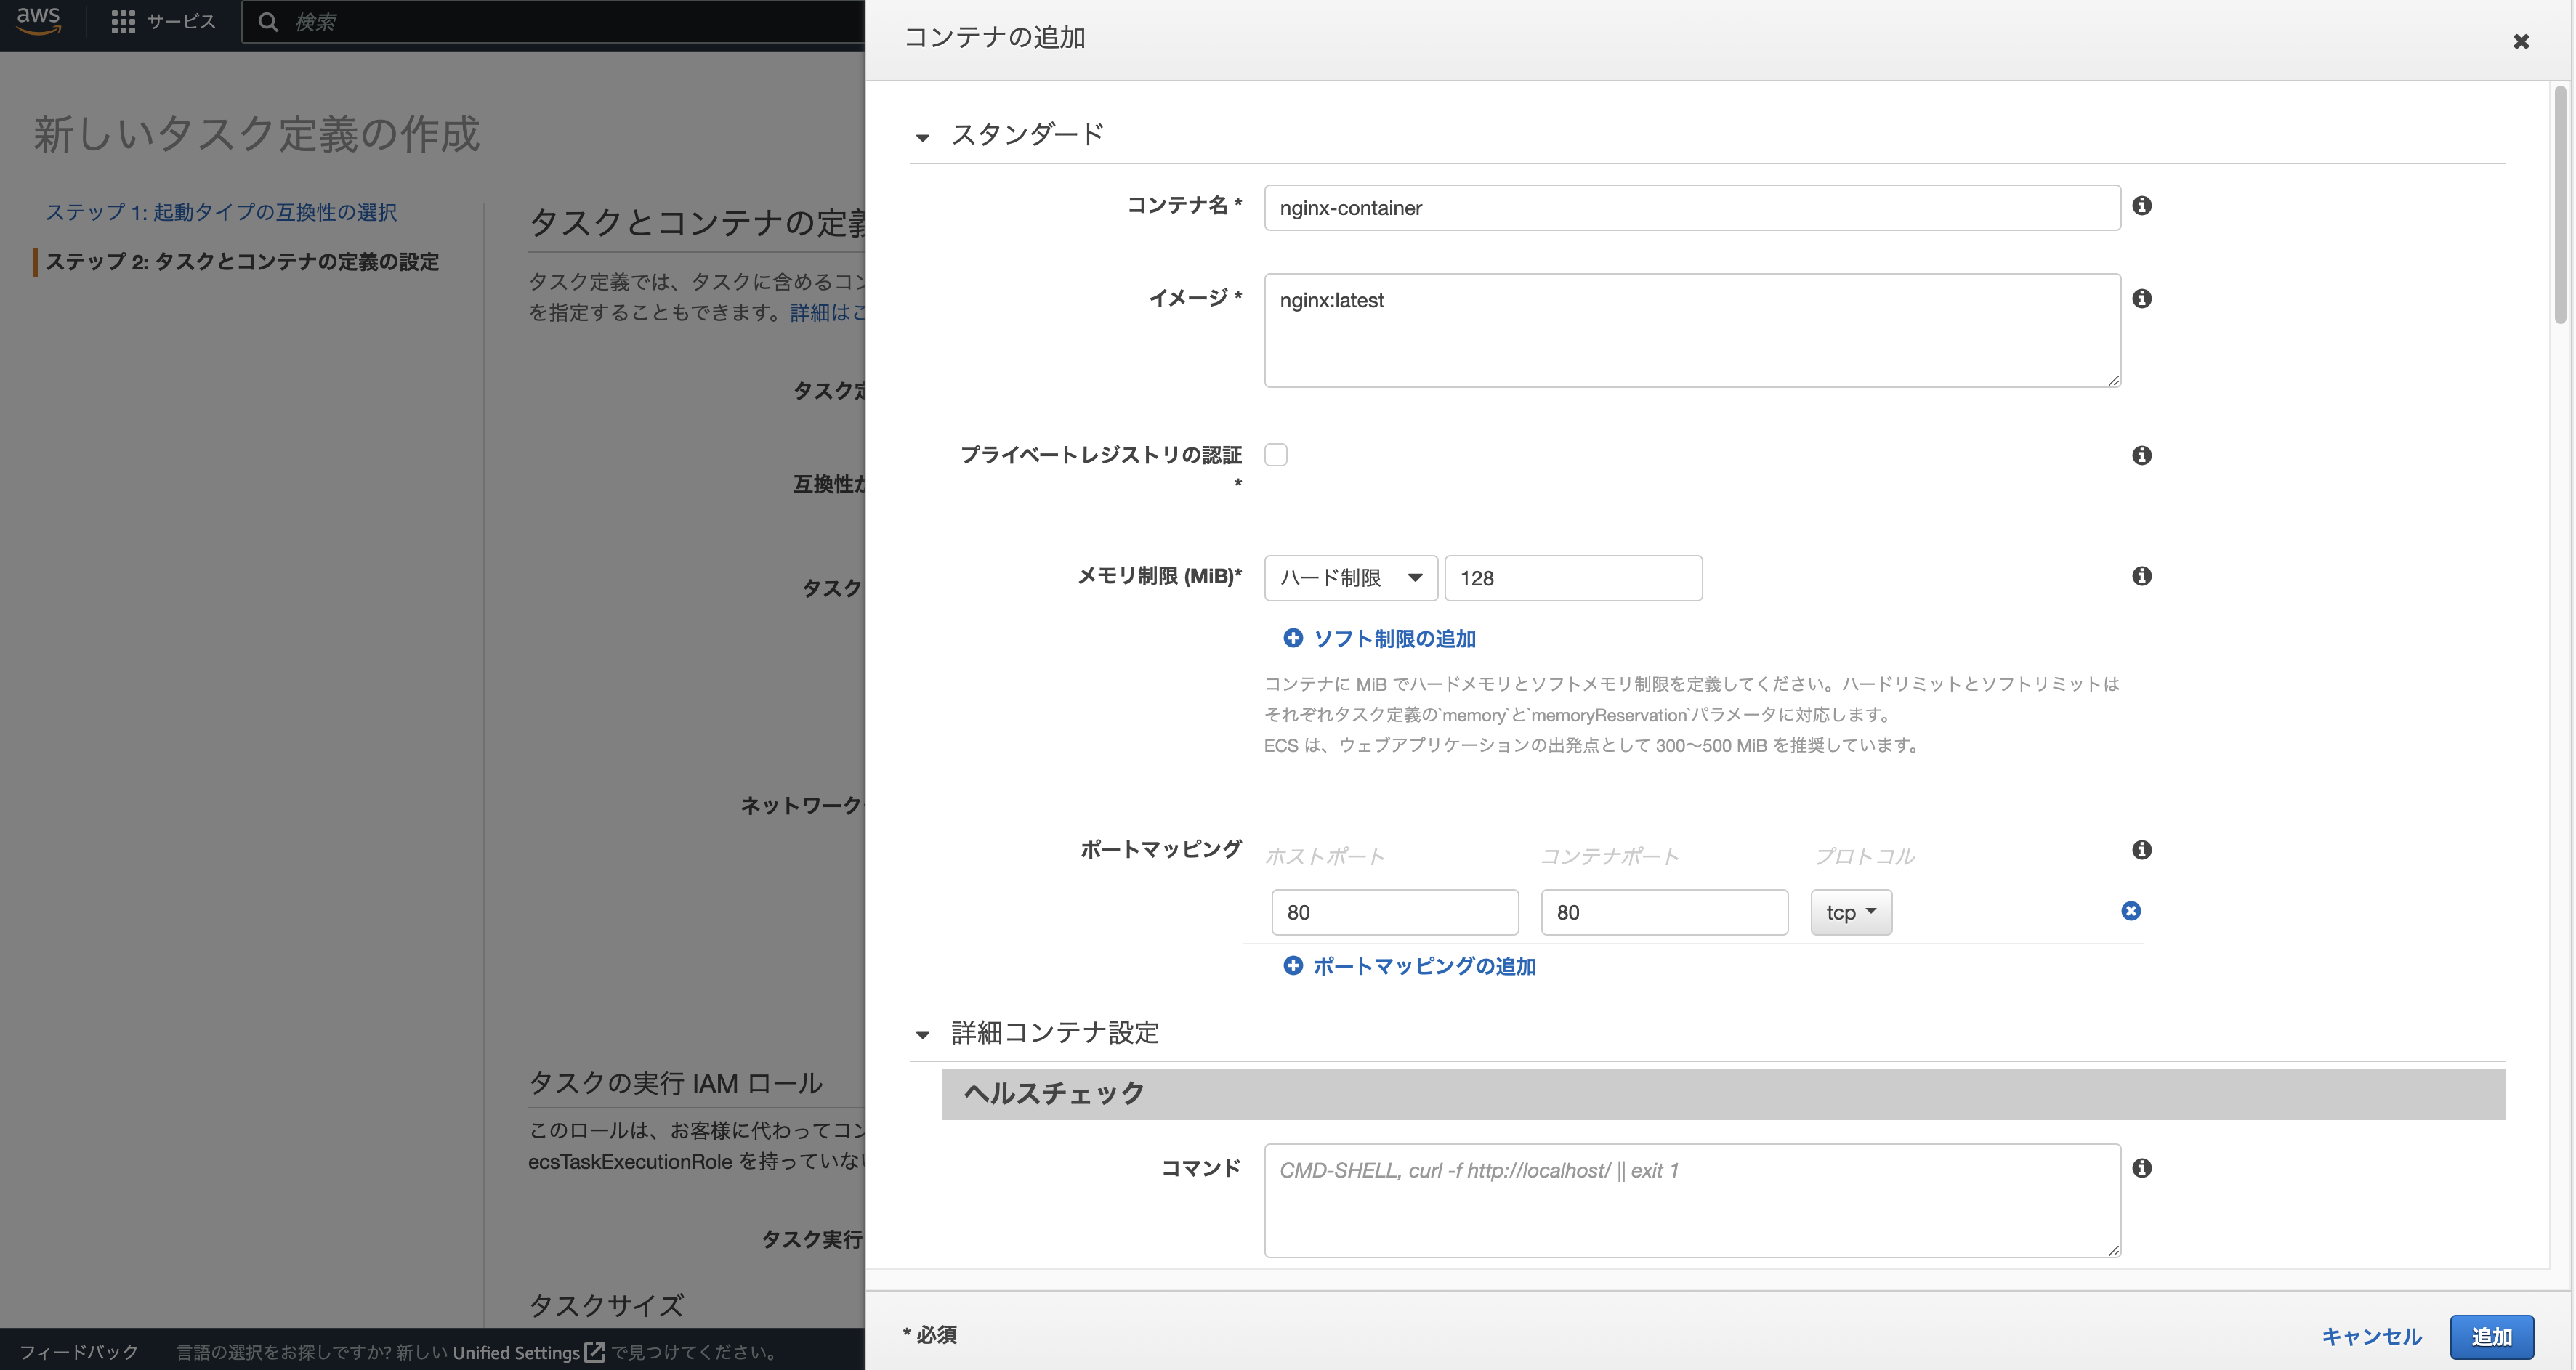 aws
サービス
検索
新しいタスク定義の作成
ステップ 1: 起動タイプの互換性の選択
ステップ 2: タスクとコンテナの定義の設定
タスクとコンテナの定義
タスク定義では、タスクに含めるコン
を指定することもできます。詳細はこ
タスク定
互換性が
タスク
ネットワーク
タスクの実行 IAM ロール
このロールは、お客様に代わってコン
ecsTaskExecutionRole を持っていない
タスク実行
タスクサイズ
フィードバック
言語の選択をお探しですか? 新しい Unified Settings で見つけてください。
コンテナの追加
スタンダード
コンテナ名 *
nginx-container
イメージ *
nginx:latest
プライベートレジストリの認証
*
メモリ制限 (MiB)*
ハード制限
128
ソフト制限の追加
コンテナに MiB でハードメモリとソフトメモリ制限を定義してください。ハードリミットとソフトリミットは
それぞれタスク定義の`memory`と`memoryReservation`パラメータに対応します。
ECS は、ウェブアプリケーションの出発点として 300〜500 MiB を推奨しています。
ポートマッピング
ホストポート
コンテナポート
プロトコル
80
80
tcp
ポートマッピングの追加
詳細コンテナ設定
ヘルスチェック
コマンド
CMD-SHELL, curl -f http://localhost/ || exit 1
* 必須
キャンセル
追加